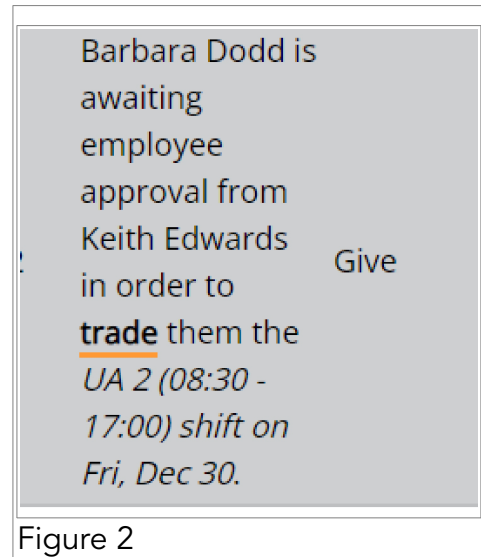 Barbara Dodd is
awaiting
employee
approval from
Keith Edwards
in order to
Give
trade them the
UA 2 (08:30 -
17:00) shift on
Fri, Dec 30.
Figure 2